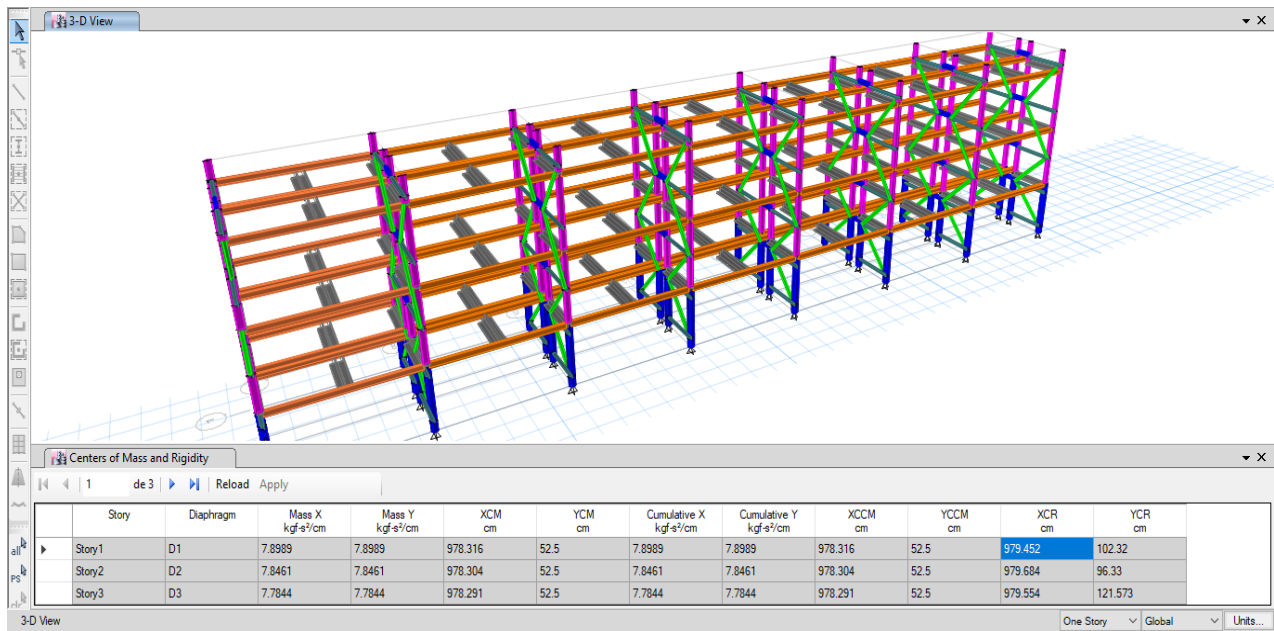 3-D View
Centers of Mass and Rigidity
1 de 3 Reload Apply
Story Diaphragm Mass X kgf-s²/cm Mass Y kgf-s²/cm XCM cm YCM cm Cumulative X kgf-s²/cm Cumulative Y kgf-s²/cm XCCM cm YCCM cm XCR cm YCR cm
Story1 D1 7.8989 7.8989 978.316 52.5 7.8989 7.8989 978.316 52.5 979.452 102.32
Story2 D2 7.8461 7.8461 978.304 52.5 7.8461 7.8461 978.304 52.5 979.684 96.33
Story3 D3 7.7844 7.7844 978.291 52.5 7.7844 7.7844 978.291 52.5 979.554 121.573
all
PS
clr
3-D View One Story Global Units...